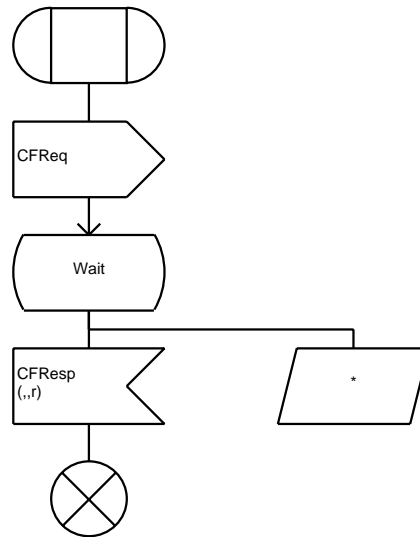 CFReq
Wait
CFResp
(,,r)
*